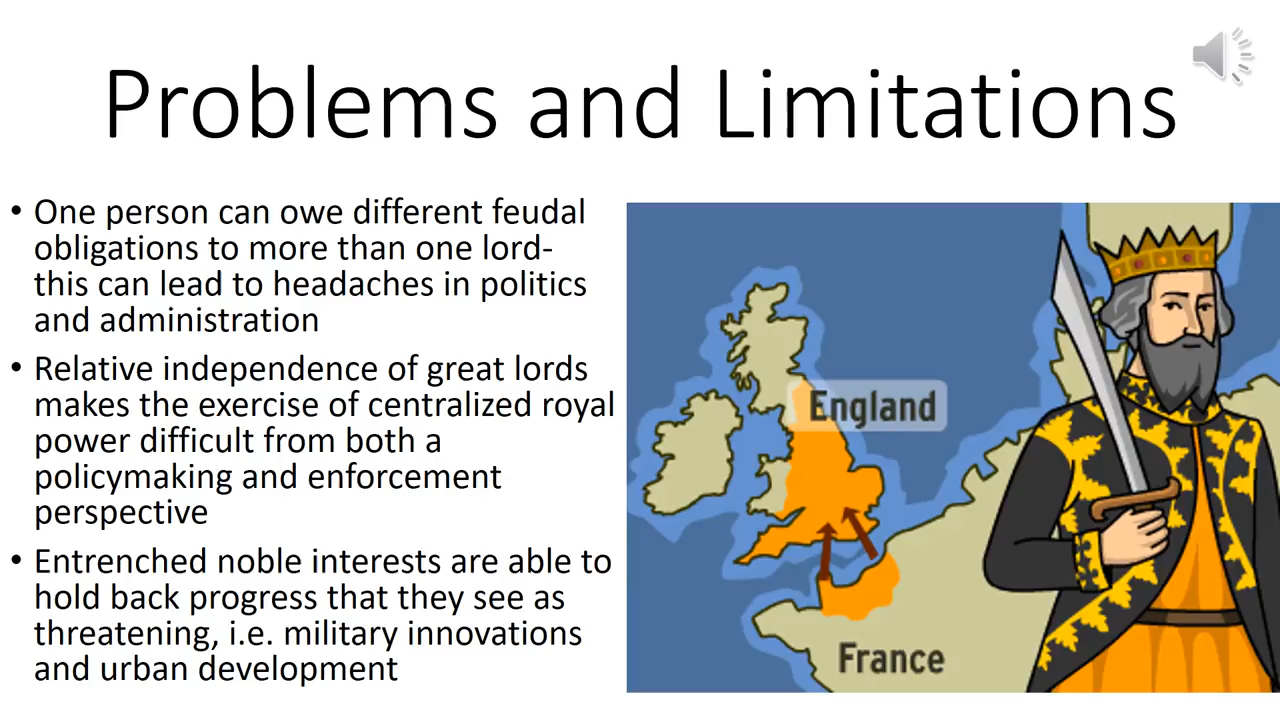 Problems and Limitations
• One person can owe different feudal
obligations to more than one lord-
this can lead to headaches in politics
and administration
• Relative independence of great lords
makes the exercise of centralized royal
power difficult from both a
policymaking and enforcement
perspective
• Entrenched noble interests are able to
hold back progress that they see as
threatening, i.e. military innovations
and urban development
England
France